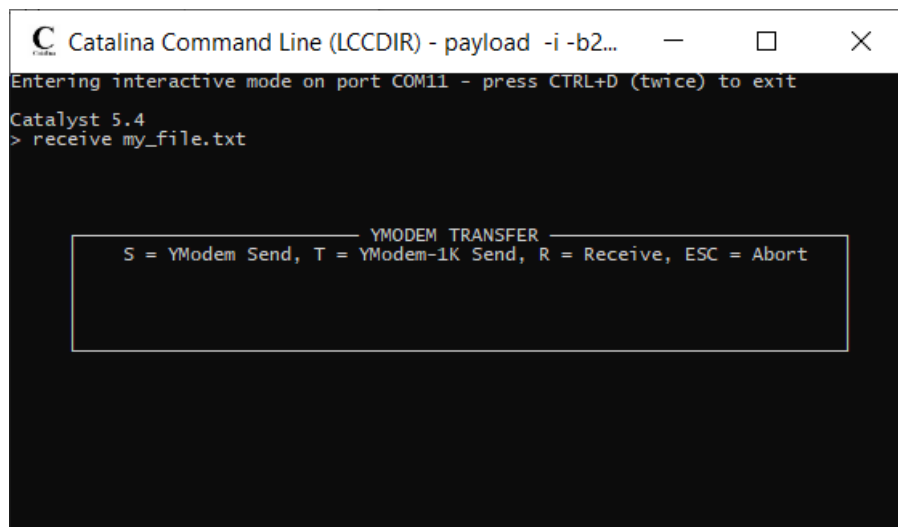 C Catalina Command Line (LCCDIR) - payload -i -b2...
Entering interactive mode on port COM11 - press CTRL+D (twice) to exit
Catalyst 5.4
> receive my_file.txt
YMODEM TRANSFER
S = YModem Send, T = YModem-1K Send, R = Receive, ESC = Abort